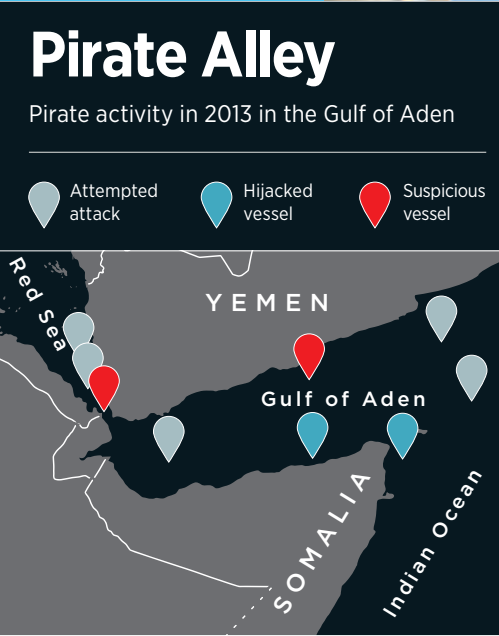 Pirate Alley
Pirate activity in 2013 in the Gulf of Aden
Attempted
attack
Hijacked
vessel
Suspicious
vessel
Red Sea
YEMEN
Gulf of Aden
SOMALIA
Indian Ocean